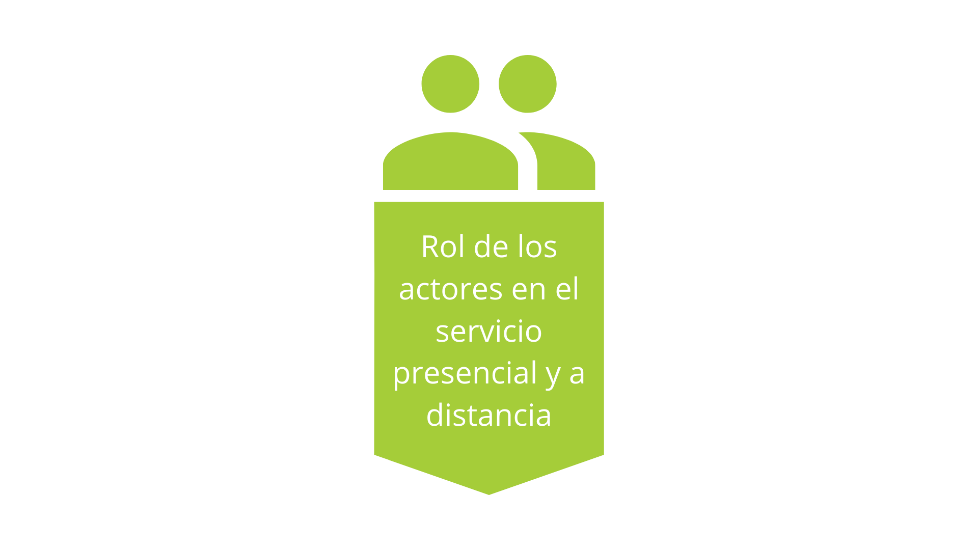 Rol de los
actores en el
servicio
presencial y a
distancia